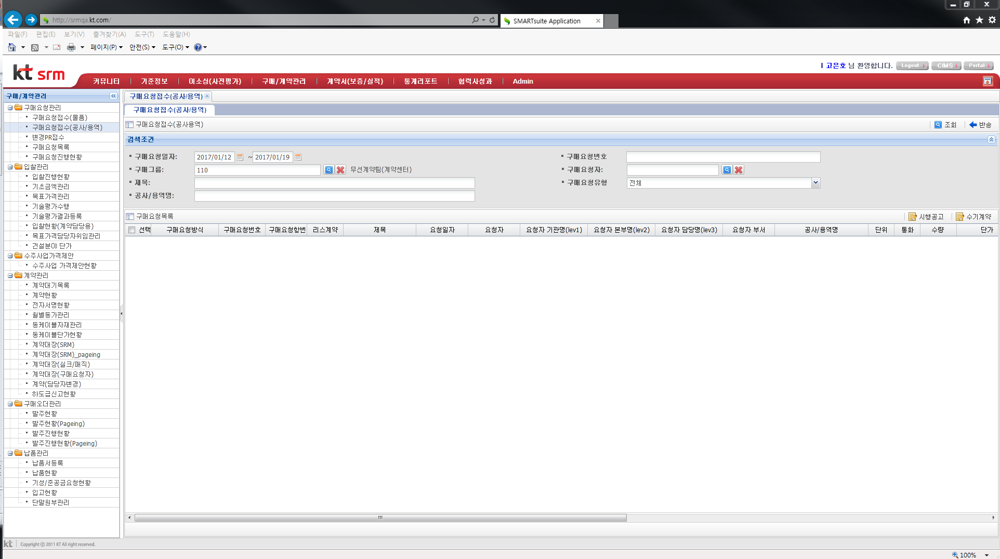 http://srmqa.kt.com/
SMARTsuite Application
파일(F) 편집(E) 보기(V) 즐겨찾기(A) 도구(T) 도움말(H)
페이지(P) 안전(S) 도구(O)
kt srm
고은호 님 환영합니다. Logout CIMS Portal
커뮤니티 기준정보 이소싱(사전평가) 구매/계약관리 계약서(보증/실적) 통계리포트 협력사성과 Admin
구매/계약관리
구매요청관리
구매요청접수(물품)
구매요청접수(공사/용역)
변경PR접수
구매요청목록
구매요청진행현황
입찰관리
입찰진행현황
기초금액관리
목표가격관리
기술평가수행
기술평가결과등록
입찰현황(계약담당용)
목표가격담당자위임관리
건설분야 단가
수주사업가격제안
수주사업 가격제안현황
계약관리
계약대기목록
계약현황
전자서명현황
월별동가관리
동케이블자재관리
동케이블단가현황
계약대장(SRM)
계약대장(SRM)_pageing
계약대장(실크/매직)
계약대장(구매요청자)
계약(담당자변경)
하도급신고현황
구매오더관리
발주현황
발주현황(Pageing)
발주진행현황
발주진행현황(Pageing)
납품관리
납품서등록
납품현황
기성/준공금요청현황
입고현황
단말원부관리
구매요청접수(공사/용역)
구매요청접수(공사/용역)
구매요청접수(공사용역) 조회 반송
검색조건
구매요청일자: 2017/01/12 ~ 2017/01/19 구매요청번호
구매그룹: 110 무선계약팀(계약센터) 구매요청자:
제목: 구매요청유형 전체
공사/용역명:
구매요청목록 시행공고 수기계약
선택 구매요청방식 구매요청번호 구매요청항번 리스계약 제목 요청일자 요청자 요청자 기관명(lev1) 요청자 본부명(lev2) 요청자 담당명(lev3) 요청자 부서 공사/용역명 단위 통화 수량 단가
kt Copyright ⓒ 2011 KT All right reserved.
100%